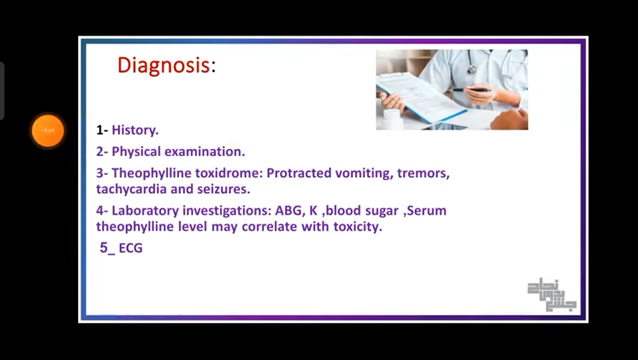 Diagnosis:
1- History.
2- Physical examination.
3- Theophylline toxidrome: Protracted vomiting, tremors,
tachycardia and seizures.
4- Laboratory investigations: ABG, K ,blood sugar ,Serum
theophylline level may correlate with toxicity.
5_ ECG